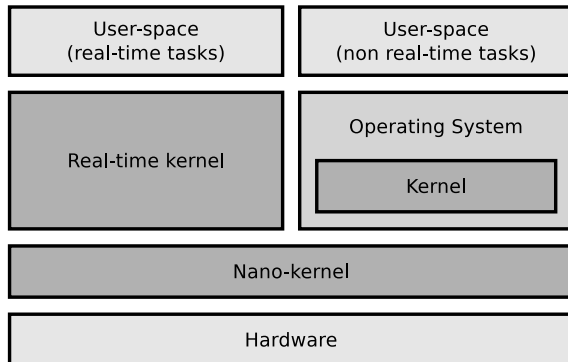 User-space
(real-time tasks)
User-space
(non real-time tasks)
Real-time kernel
Operating System
Kernel
Nano-kernel
Hardware